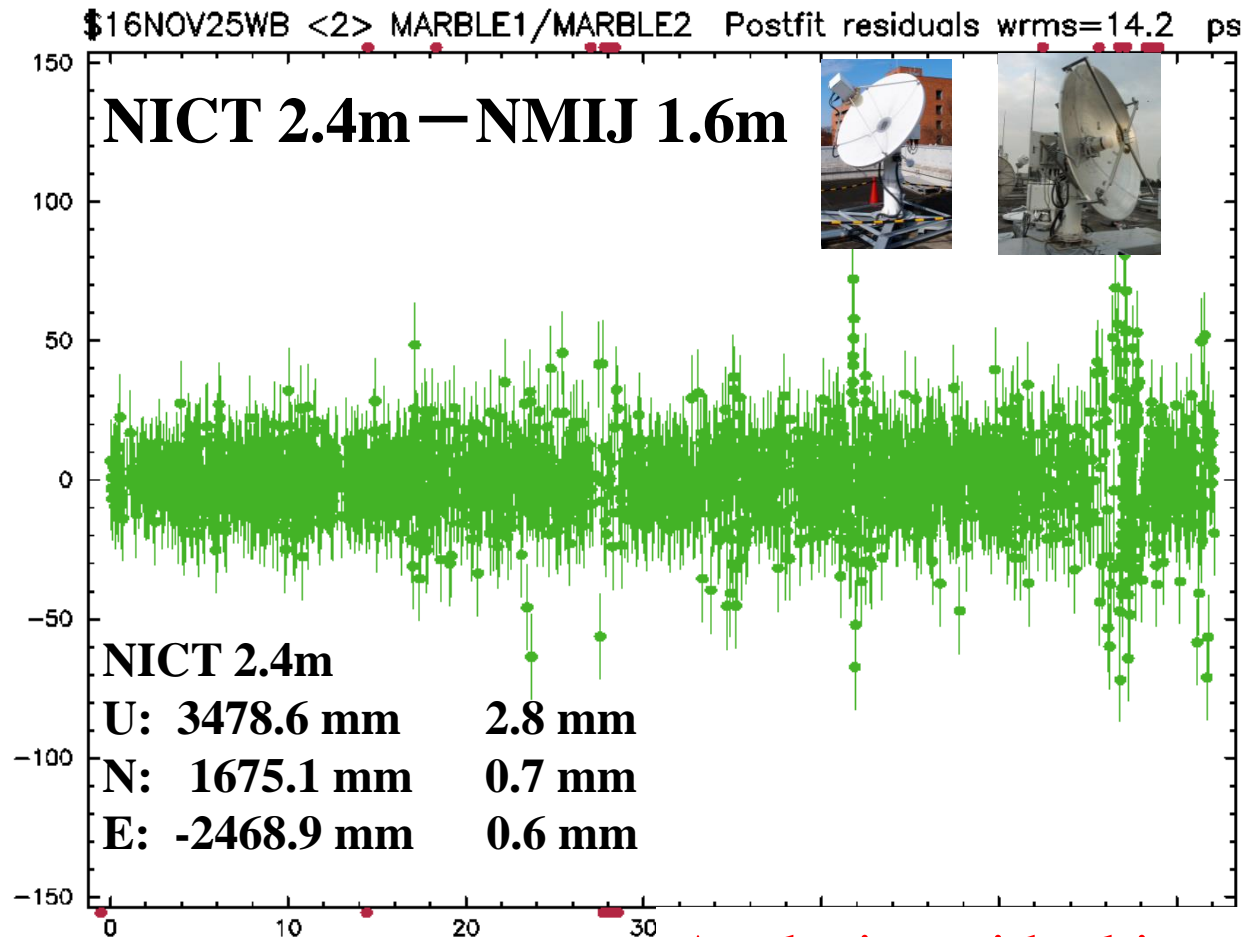 $16NOV25WB <2> MARBLE1/MARBLE2 Postfit residuals wrms=14.2 ps
150
NICT 2.4m－NMIJ 1.6m
100
50
0
−50
NICT 2.4m
U: 3478.6 mm 2.8 mm
−100
N: 1675.1 mm 0.7 mm
E: -2468.9 mm 0.6 mm
−150
0 10 20 30